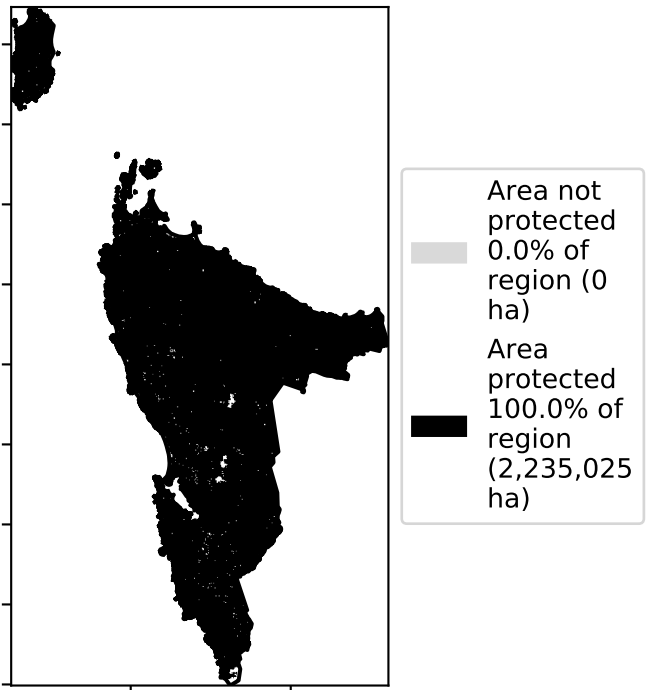 Area not
protected
0.0% of
region (0
ha)
Area
protected
100.0% of
region
(2,235,025
ha)